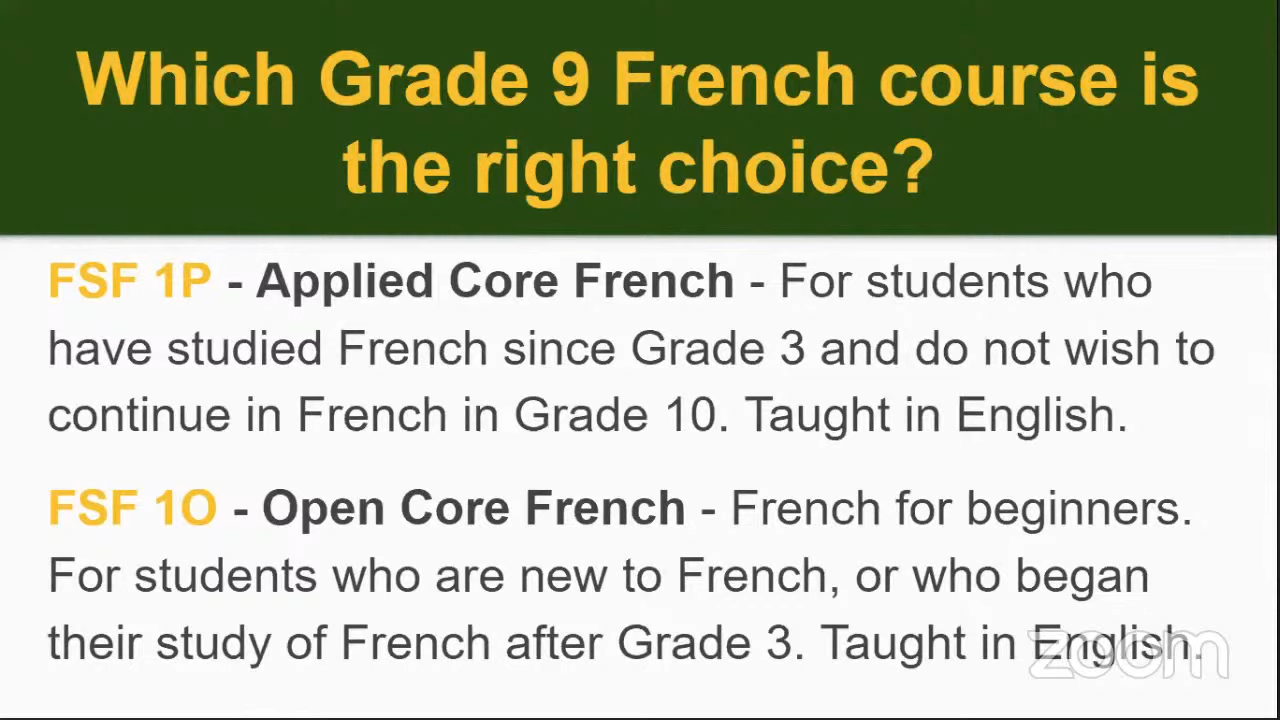 Which Grade 9 French course is
the right choice?
FSF 1P - Applied Core French - For students who
have studied French since Grade 3 and do not wish to
continue in French in Grade 10. Taught in English.
FSF 1O - Open Core French - French for beginners.
For students who are new to French, or who began
their study of French after Grade 3. Taught in English.
zoom